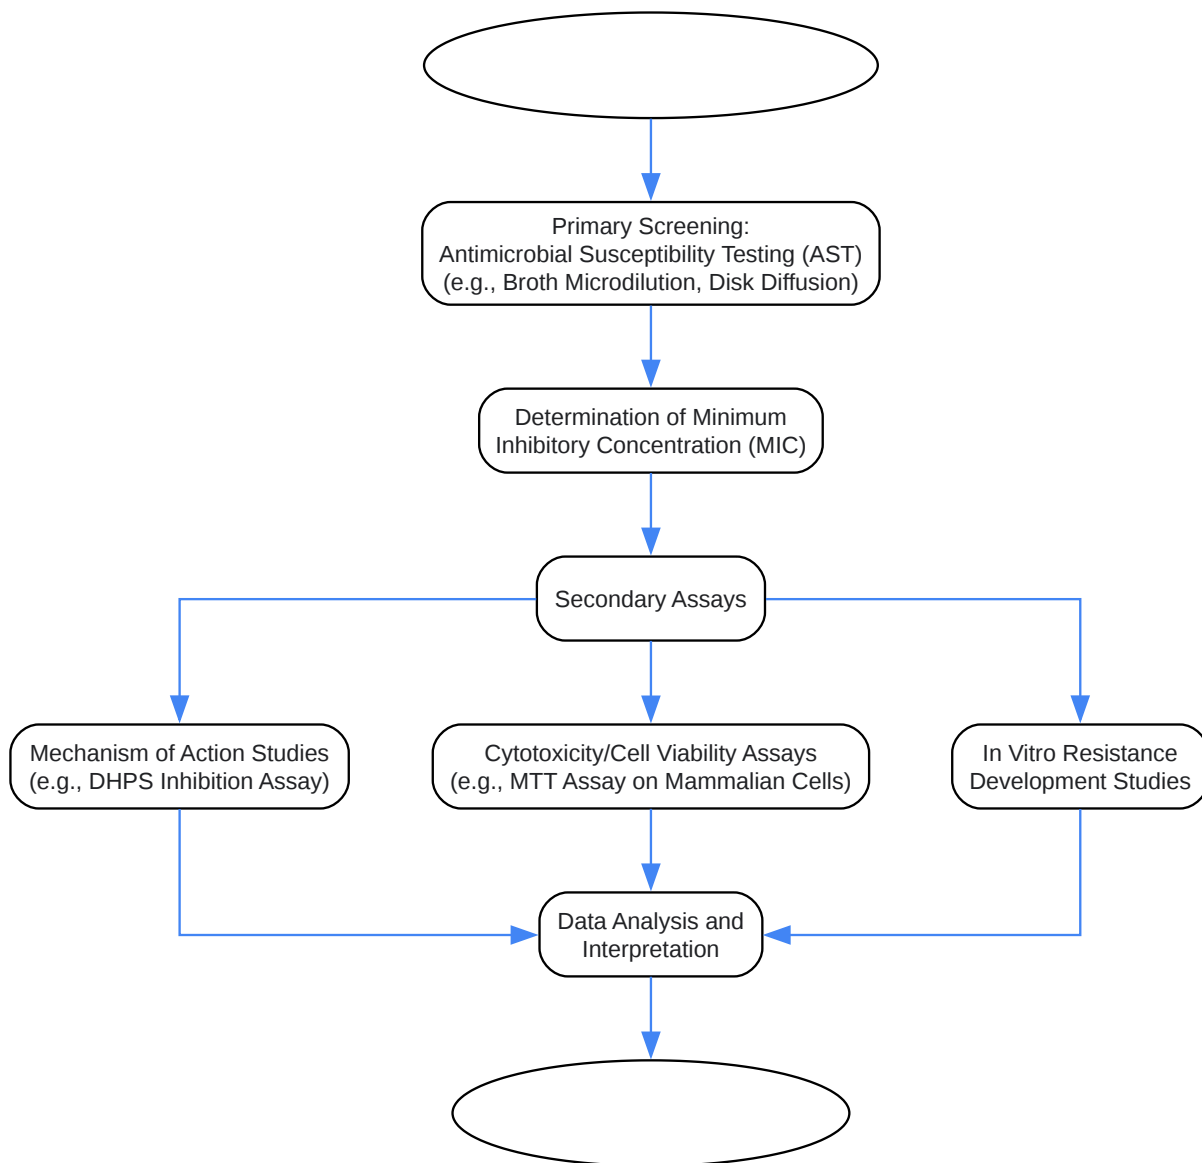 Primary Screening:
Antimicrobial Susceptibility Testing (AST)
(e.g., Broth Microdilution, Disk Diffusion)
Determination of Minimum
Inhibitory Concentration (MIC)
Secondary Assays
Mechanism of Action Studies
(e.g., DHPS Inhibition Assay)
Cytotoxicity/Cell Viability Assays
(e.g., MTT Assay on Mammalian Cells)
In Vitro Resistance
Development Studies
Data Analysis and
Interpretation